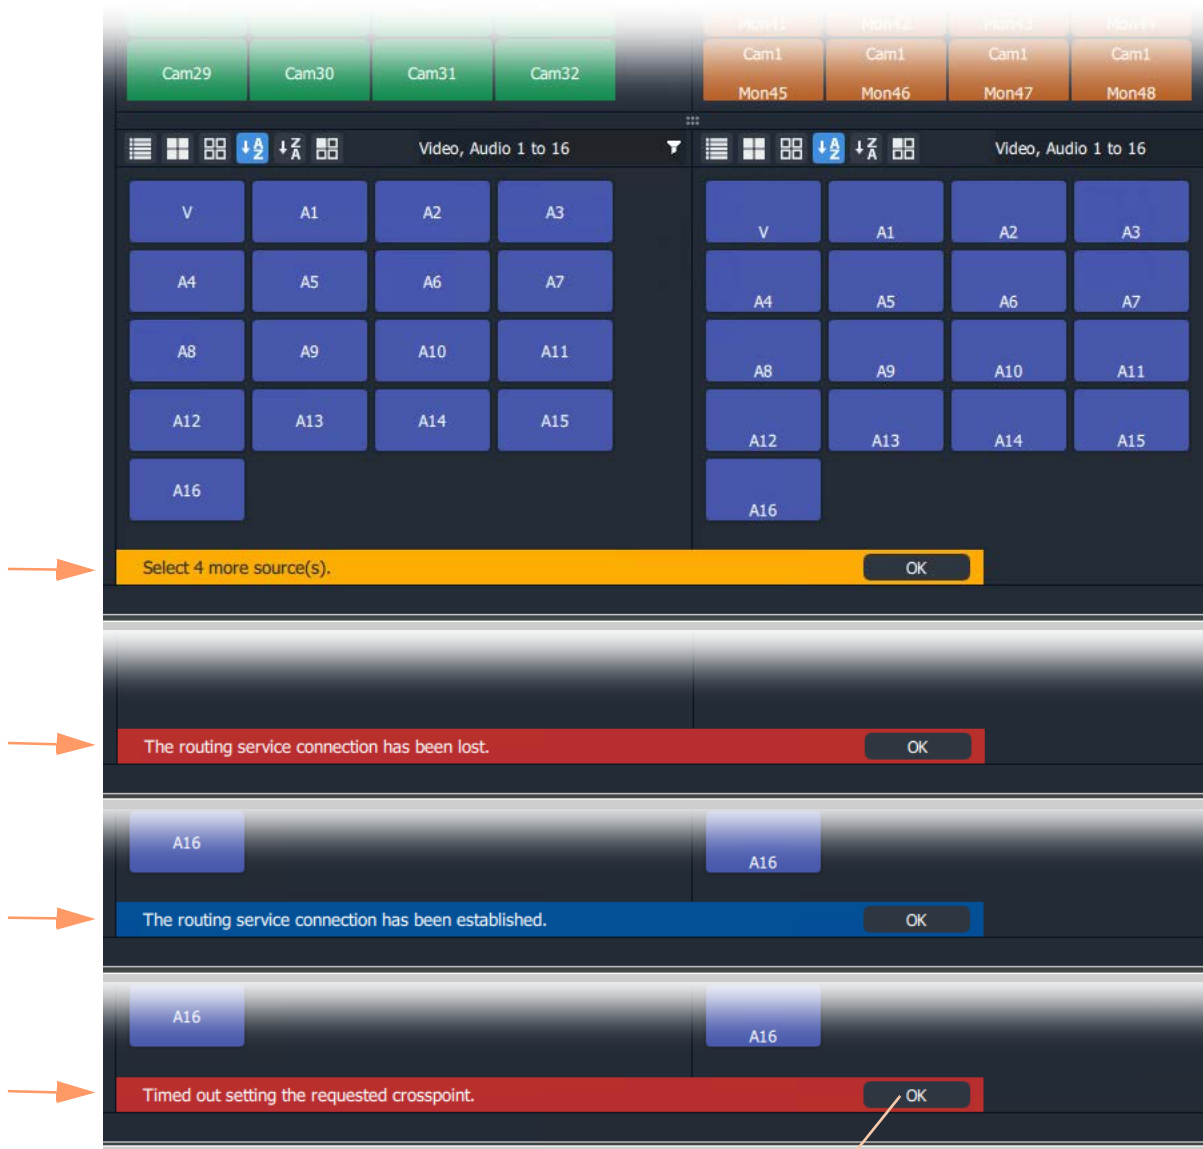 Mon41 Mon42 Mon43 Mon44
Cam29 Cam30 Cam31 Cam32
Cam1 Cam1 Cam1 Cam1
Mon45 Mon46 Mon47 Mon48
Video, Audio 1 to 16
Video, Audio 1 to 16
V A1 A2 A3
A4 A5 A6 A7
A8 A9 A10 A11
A12 A13 A14 A15
A16
V A1 A2 A3
A4 A5 A6 A7
A8 A9 A10 A11
A12 A13 A14 A15
A16
Select 4 more source(s). OK
The routing service connection has been lost. OK
A16 A16
The routing service connection has been established. OK
A16 A16
Timed out setting the requested crosspoint. OK